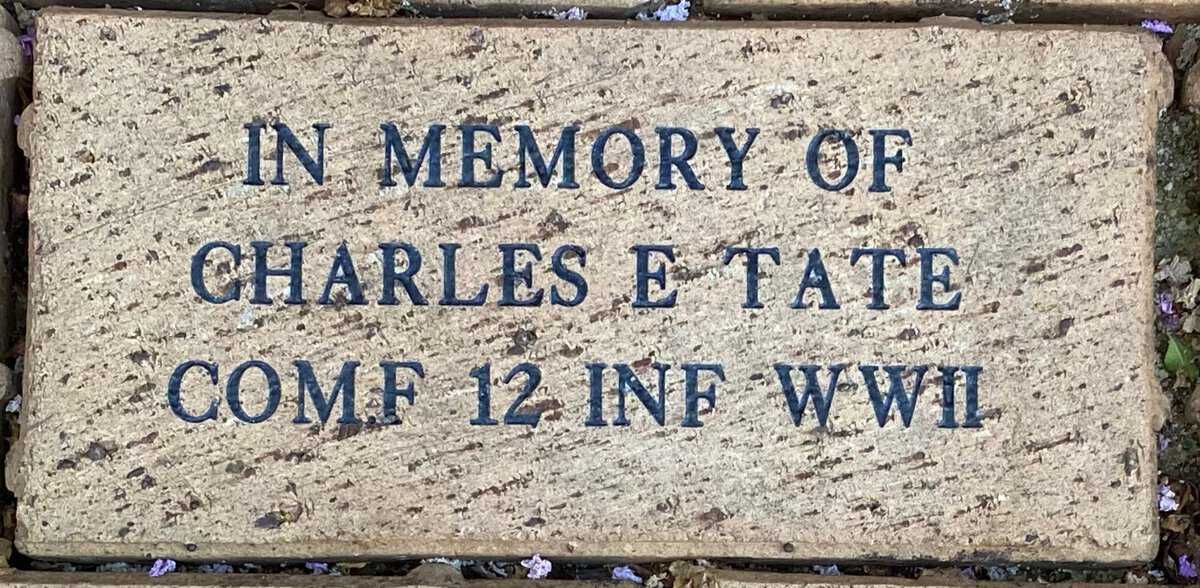 IN MEMORY OF
CHARLES E TATE
COM.F 12 INF WWII